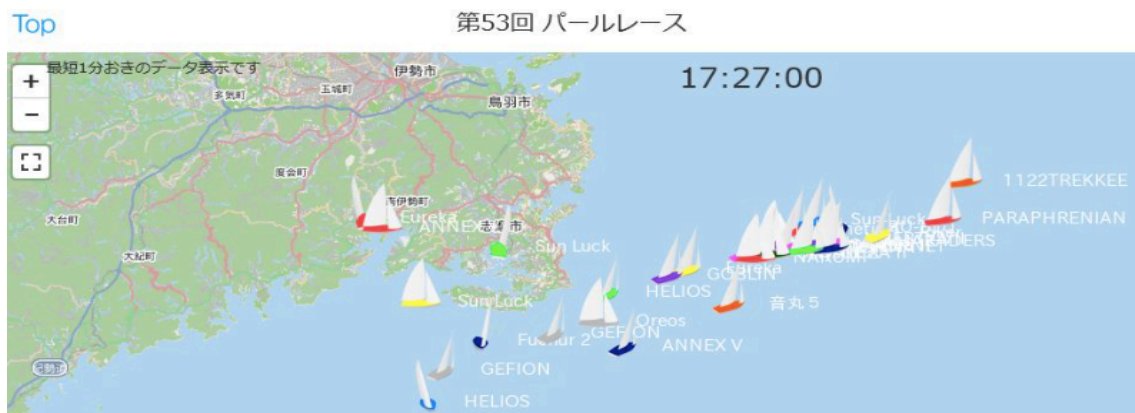 Top
第53回 パールレース
最短1分おきのデータ表示です
17:27:00
+
−
伊勢市
玉城町
多気町
鳥羽市
度会町
南伊勢町
大台町
志摩市
大紀町
1122TREKKEE
PARAPHRENIAN
Eureka
ANNEX
Sun Luck
Sun Luck
Sun Luck
Eureka
NAROMI
GOBLIN
HELIOS
音丸5
Oreos
GEFION
ANNEX V
GEFION
HELIOS